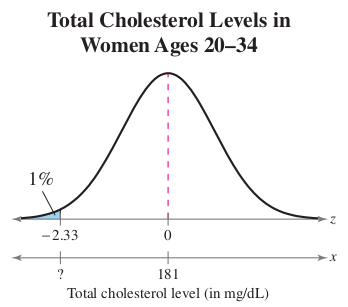 Total Cholesterol Levels in
Women Ages 20–34
1%
z
−2.33 0
x
? 181
Total cholesterol level (in mg/dL)